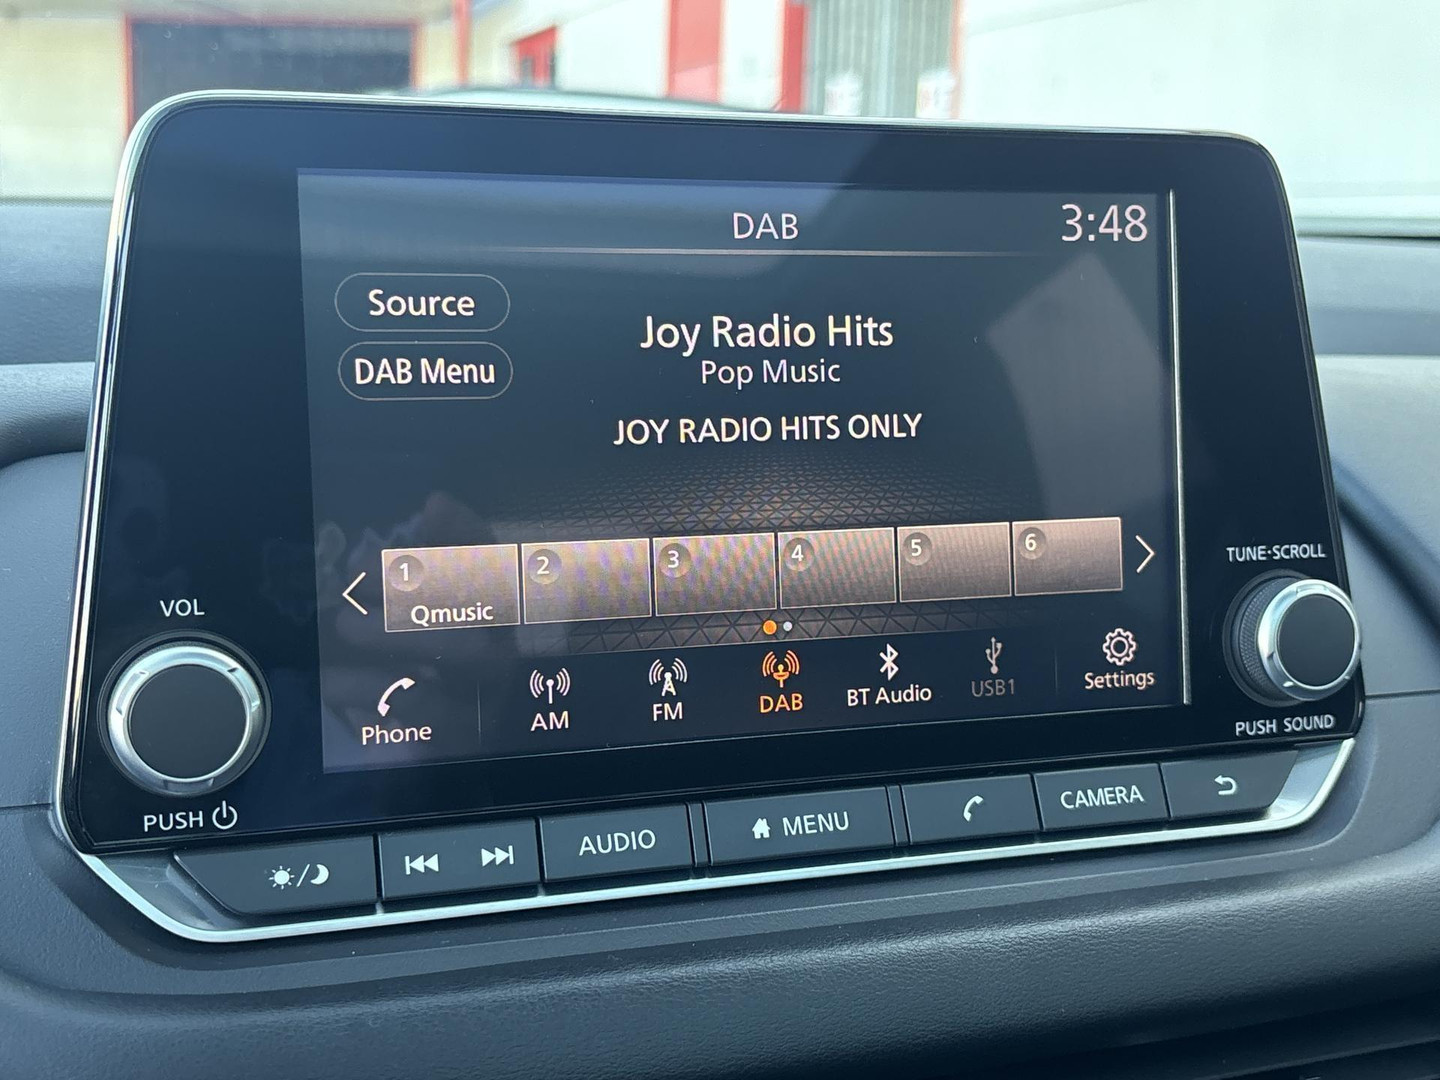 DAB
3:48
Source
DAB Menu
Joy Radio Hits
Pop Music
JOY RADIO HITS ONLY
1
Qmusic
2
3
4
5
6
Phone
AM
FM
DAB
BT Audio
USB1
Settings
VOL
PUSH
TUNE·SCROLL
PUSH SOUND
AUDIO
MENU
CAMERA